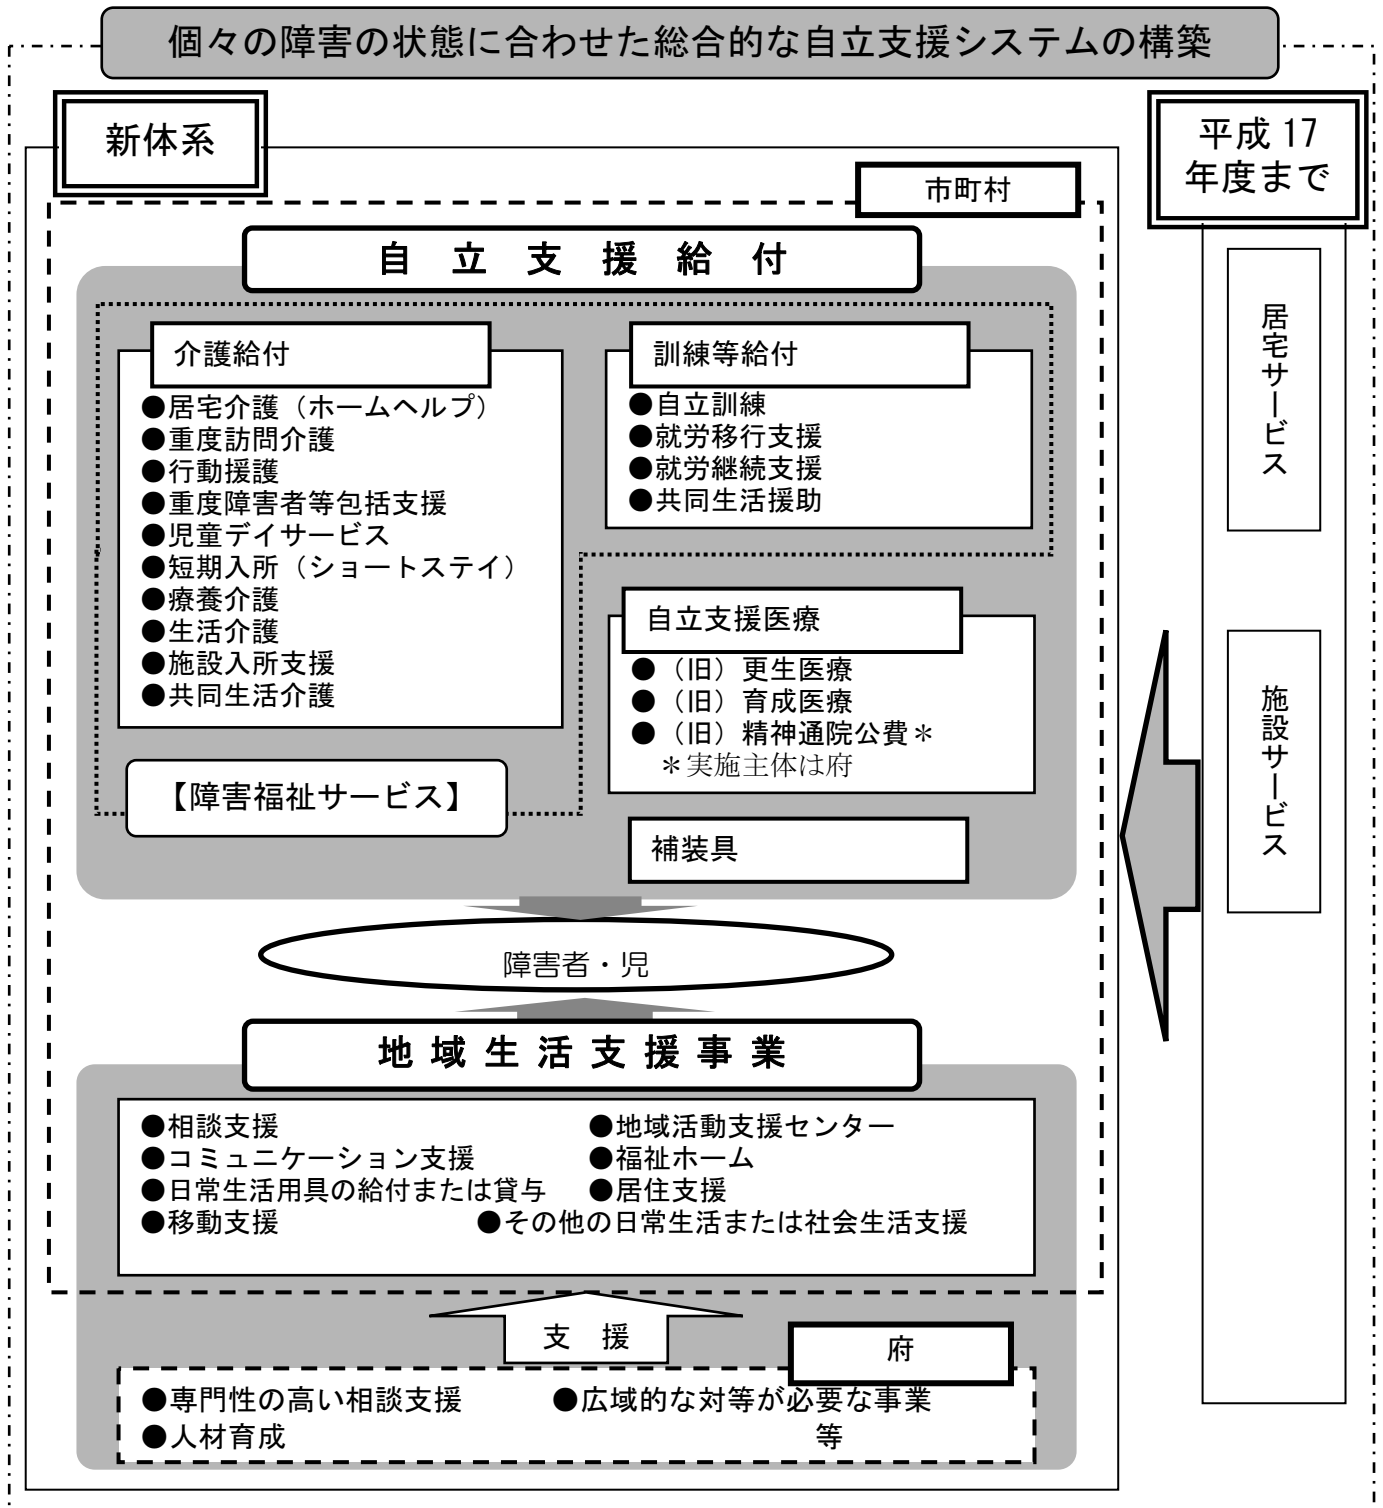 個々の障害の状態に合わせた総合的な自立支援システムの構築
新体系
平成17
年度まで
市町村
自立支援給付
介護給付
●居宅介護（ホームヘルプ）
●重度訪問介護
●行動援護
●重度障害者等包括支援
●児童デイサービス
●短期入所（ショートステイ）
●療養介護
●生活介護
●施設入所支援
●共同生活介護
訓練等給付
●自立訓練
●就労移行支援
●就労継続支援
●共同生活援助
自立支援医療
●（旧）更生医療
●（旧）育成医療
●（旧）精神通院公費＊
＊実施主体は府
【障害福祉サービス】
補装具
障害者・児
地域生活支援事業
●相談支援
●コミュニケーション支援
●日常生活用具の給付または貸与
●移動支援
●地域活動支援センター
●福祉ホーム
●居住支援
●その他の日常生活または社会生活支援
支　援
府
●専門性の高い相談支援
●人材育成
●広域的な対等が必要な事業
等
居宅サービス
施設サービス